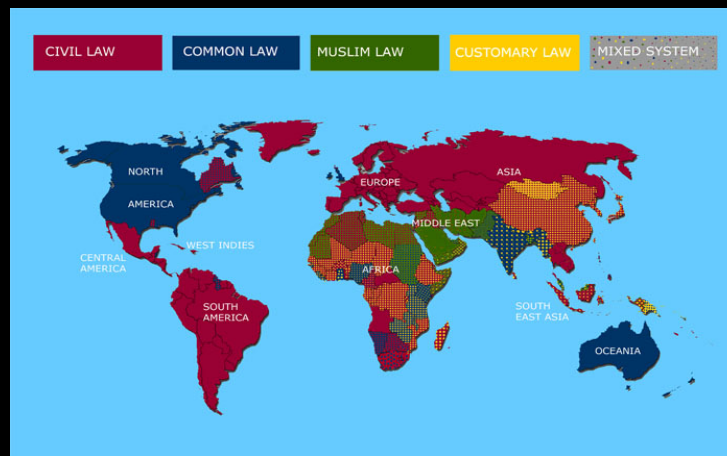 CIVIL LAW
COMMON LAW
MUSLIM LAW
CUSTOMARY LAW
MIXED SYSTEM
NORTH
AMERICA
EUROPE
ASIA
MIDDLE EAST
WEST INDIES
CENTRAL
AMERICA
AFRICA
SOUTH
AMERICA
SOUTH
EAST ASIA
OCEANIA